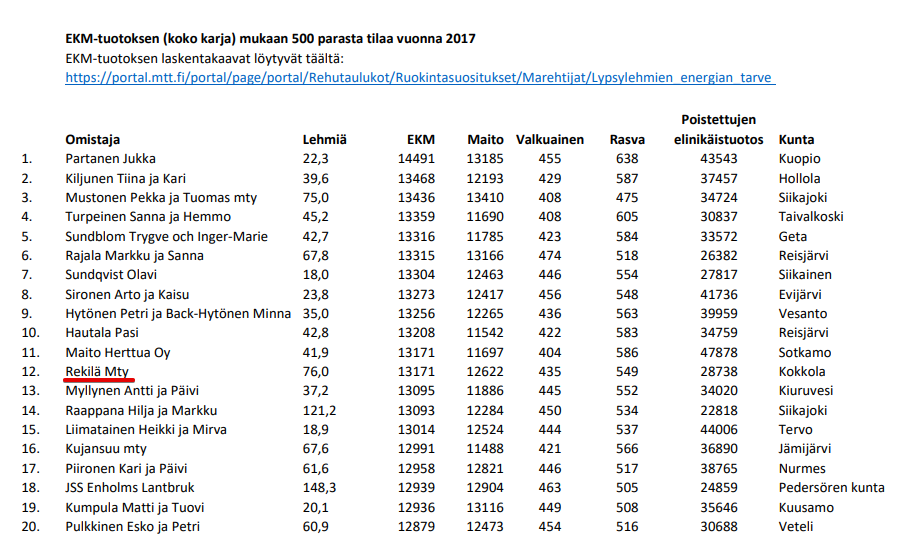 EKM-tuotoksen (koko karja) mukaan 500 parasta tilaa vuonna 2017
EKM-tuotoksen laskentakaavat löytyvät täältä:
https://portal.mtt.fi/portal/page/portal/Rehutaulukot/Ruokintasuositukset/Marehtijat/Lypsylehmien_energian_tarve
Poistettujen
Omistaja Lehmiä EKM Maito Valkuainen Rasva elinikäistuotos Kunta
1. Partanen Jukka 22,3 14491 13185 455 638 43543 Kuopio
2. Kiljunen Tiina ja Kari 39,6 13468 12193 429 587 37457 Hollola
3. Mustonen Pekka ja Tuomas mty 75,0 13436 13410 408 475 34724 Siikajoki
4. Turpeinen Sanna ja Hemmo 45,2 13359 11690 408 605 30837 Taivalkoski
5. Sundblom Trygve och Inger-Marie 42,7 13316 11785 423 584 33572 Geta
6. Rajala Markku ja Sanna 67,8 13315 13166 474 518 26382 Reisjärvi
7. Sundqvist Olavi 18,0 13304 12463 446 554 27817 Siikainen
8. Sironen Arto ja Kaisu 23,8 13273 12417 456 548 41736 Evijärvi
9. Hytönen Petri ja Back-Hytönen Minna 35,0 13256 12265 436 563 39959 Vesanto
10. Hautala Pasi 42,8 13208 11542 422 583 34759 Reisjärvi
11. Maito Herttua Oy 41,9 13171 11697 404 586 47878 Sotkamo
12. Rekilä Mty 76,0 13171 12622 435 549 28738 Kokkola
13. Myllynen Antti ja Päivi 37,2 13095 11886 445 552 34020 Kiuruvesi
14. Raappana Hilja ja Markku 121,2 13093 12284 450 534 22818 Siikajoki
15. Liimatainen Heikki ja Mirva 18,9 13014 12524 444 537 44006 Tervo
16. Kujansuu mty 67,6 12991 11488 421 566 36890 Jämijärvi
17. Piironen Kari ja Päivi 61,6 12958 12821 446 517 38765 Nurmes
18. JSS Enholms Lantbruk 148,3 12939 12904 463 505 24859 Pedersören kunta
19. Kumpula Matti ja Tuovi 20,1 12936 13116 449 508 35646 Kuusamo
20. Pulkkinen Esko ja Petri 60,9 12879 12473 454 516 30688 Veteli